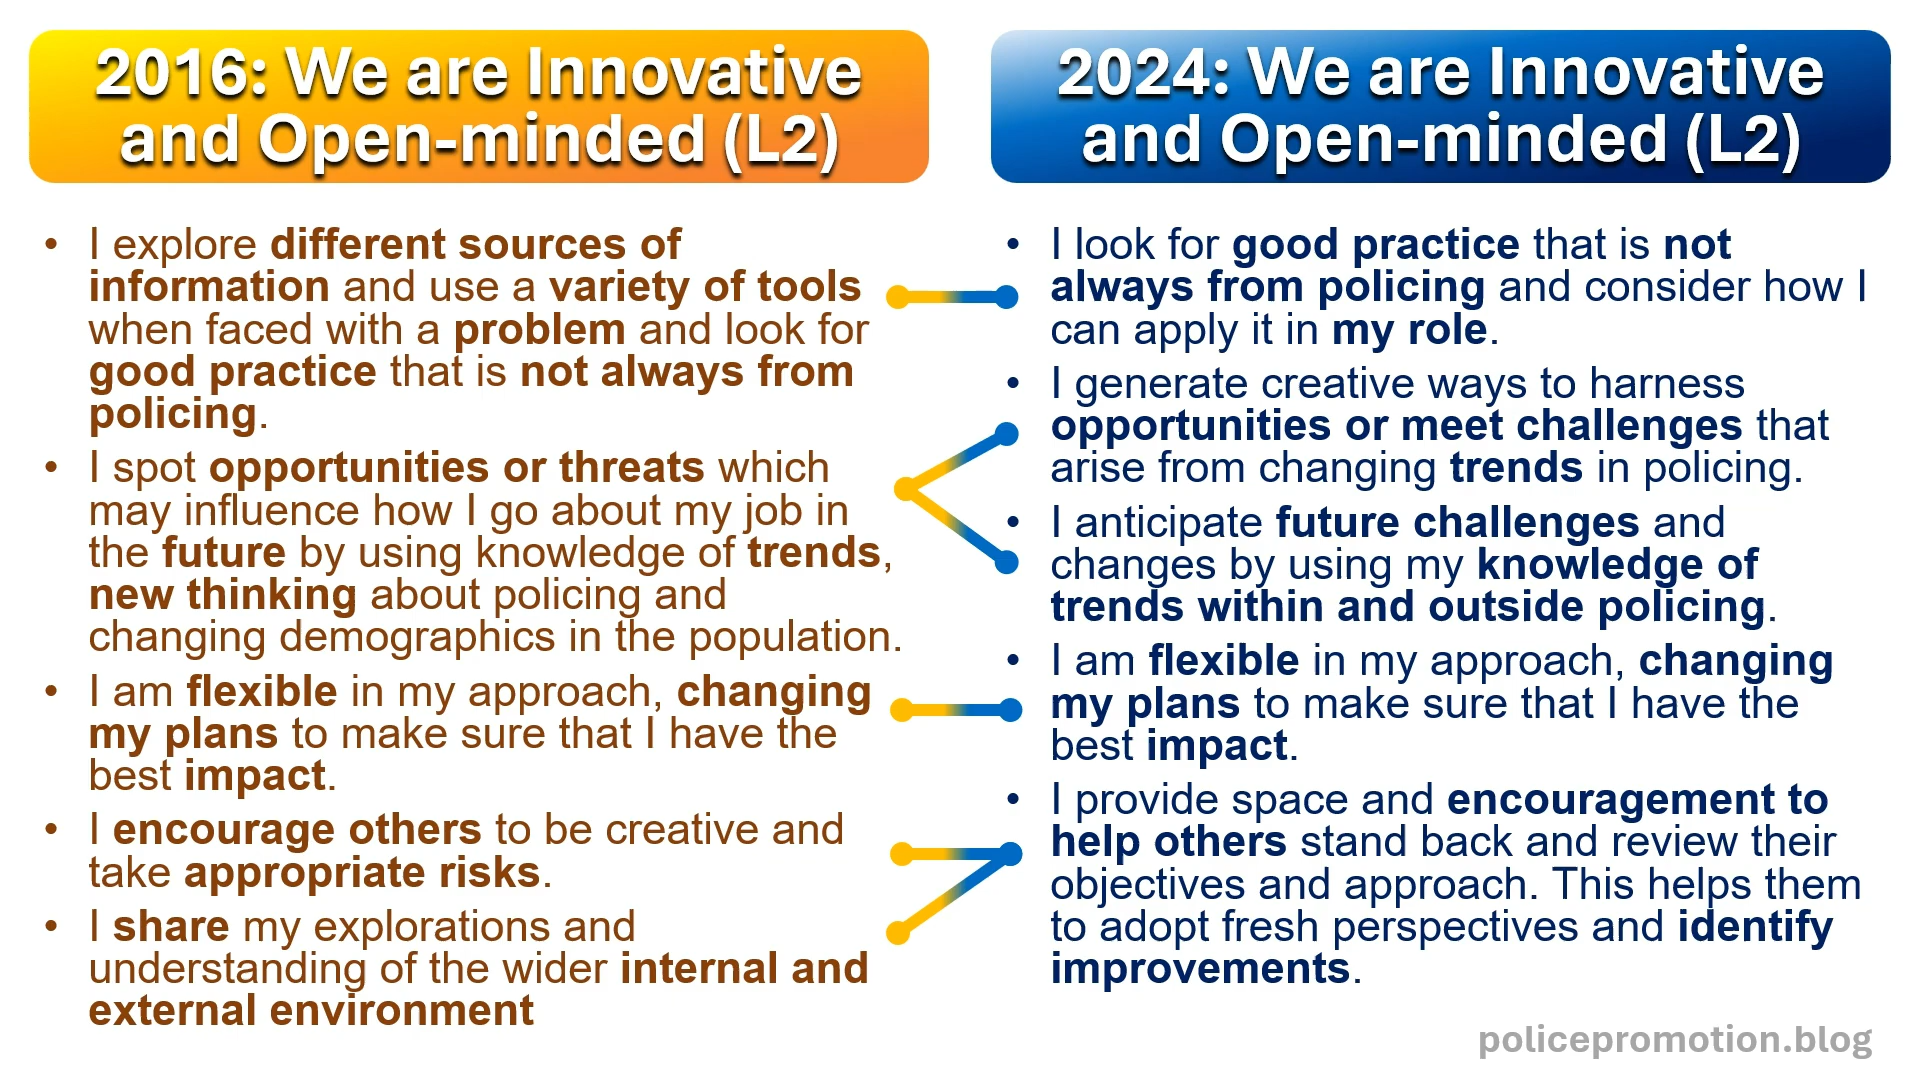 2016: We are Innovative
and Open-minded (L2)
• I explore different sources of
information and use a variety of tools
when faced with a problem and look for
good practice that is not always from
policing.
• I spot opportunities or threats which
may influence how I go about my job in
the future by using knowledge of trends,
new thinking about policing and
changing demographics in the population.
• I am flexible in my approach, changing
my plans to make sure that I have the
best impact.
• I encourage others to be creative and
take appropriate risks.
• I share my explorations and
understanding of the wider internal and
external environment
2024: We are Innovative
and Open-minded (L2)
• I look for good practice that is not
always from policing and consider how I
can apply it in my role.
• I generate creative ways to harness
opportunities or meet challenges that
arise from changing trends in policing.
• I anticipate future challenges and
changes by using my knowledge of
trends within and outside policing.
• I am flexible in my approach, changing
my plans to make sure that I have the
best impact.
• I provide space and encouragement to
help others stand back and review their
objectives and approach. This helps them
to adopt fresh perspectives and identify
improvements.
policepromotion.blog